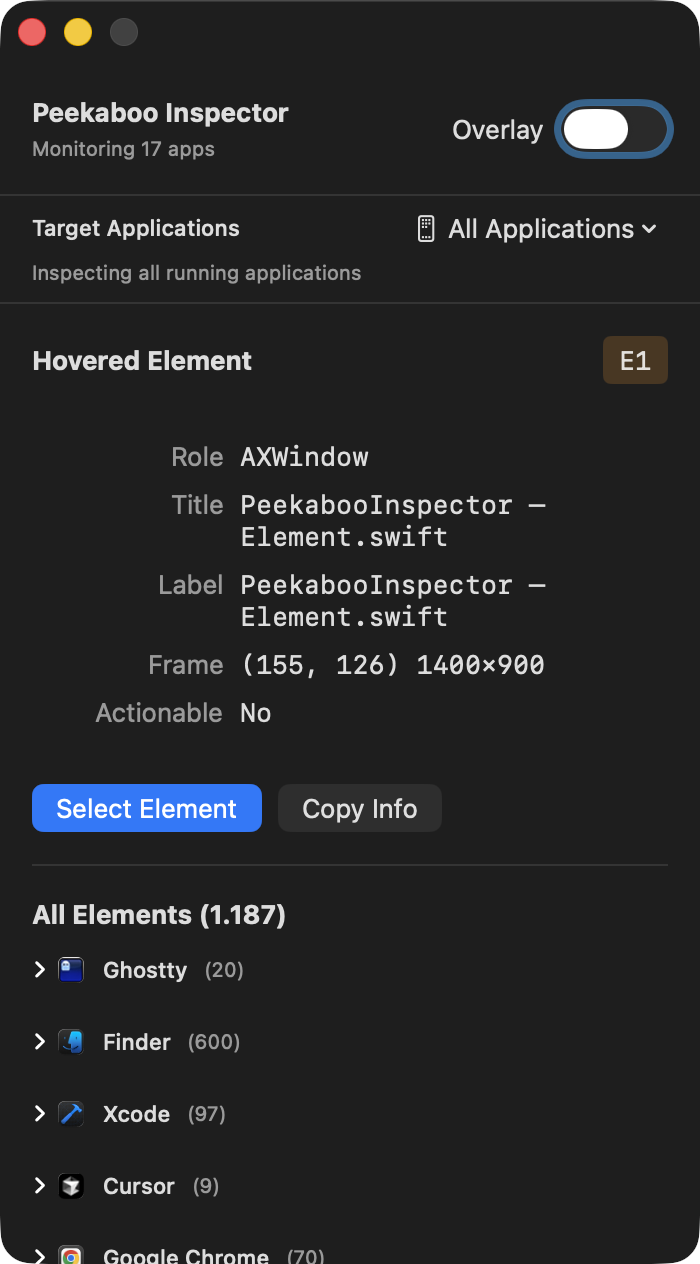 Peekaboo Inspector
Monitoring 17 apps
Overlay
Target Applications
All Applications
Inspecting all running applications
Hovered Element
E1
Role AXWindow
Title PeekabooInspector —
Element.swift
Label PeekabooInspector —
Element.swift
Frame (155, 126) 1400×900
Actionable No
Select Element
Copy Info
All Elements (1.187)
Ghostty (20)
Finder (600)
Xcode (97)
Cursor (9)
Google Chrome (70)